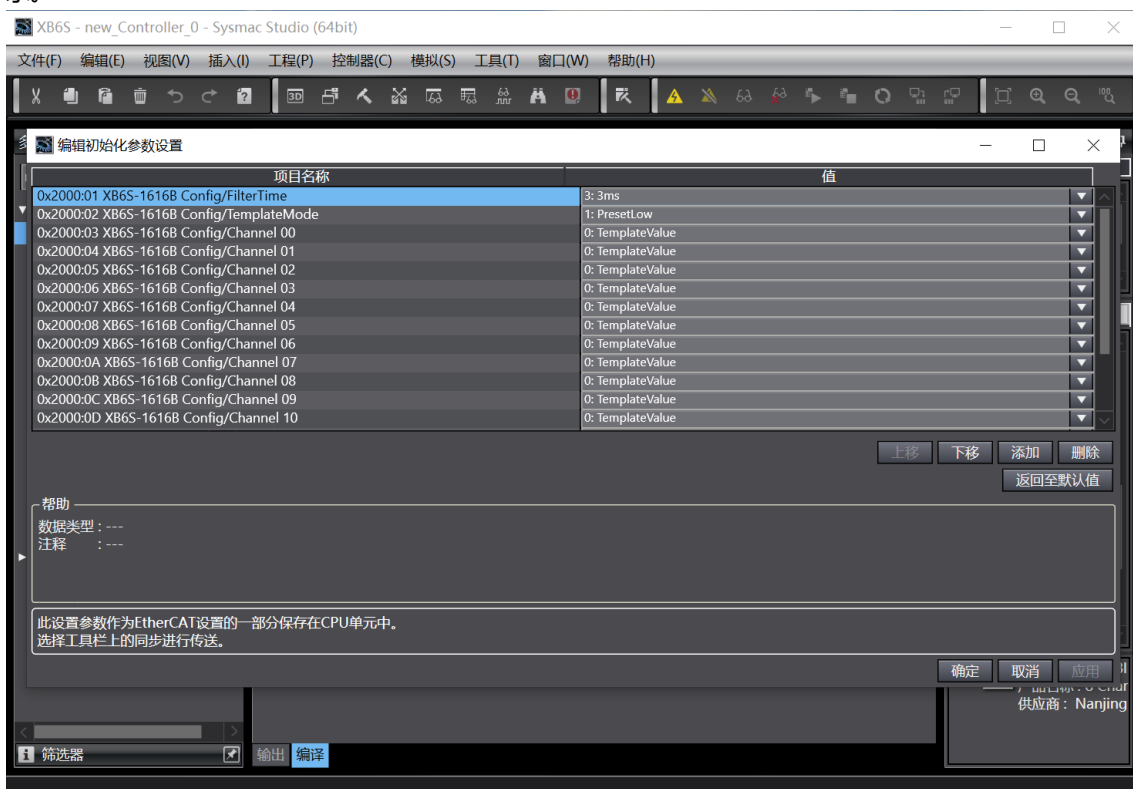 XB6S - new_Controller_0 - Sysmac Studio (64bit)
文件(F) 编辑(E) 视图(V) 插入(I) 工程(P) 控制器(C) 模拟(S) 工具(T) 窗口(W) 帮助(H)
编辑初始化参数设置
项目名称 值
0x2000:01 XB6S-1616B Config/FilterTime 3: 3ms
0x2000:02 XB6S-1616B Config/TemplateMode 1: PresetLow
0x2000:03 XB6S-1616B Config/Channel 00 0: TemplateValue
0x2000:04 XB6S-1616B Config/Channel 01 0: TemplateValue
0x2000:05 XB6S-1616B Config/Channel 02 0: TemplateValue
0x2000:06 XB6S-1616B Config/Channel 03 0: TemplateValue
0x2000:07 XB6S-1616B Config/Channel 04 0: TemplateValue
0x2000:08 XB6S-1616B Config/Channel 05 0: TemplateValue
0x2000:09 XB6S-1616B Config/Channel 06 0: TemplateValue
0x2000:0A XB6S-1616B Config/Channel 07 0: TemplateValue
0x2000:0B XB6S-1616B Config/Channel 08 0: TemplateValue
0x2000:0C XB6S-1616B Config/Channel 09 0: TemplateValue
0x2000:0D XB6S-1616B Config/Channel 10 0: TemplateValue
上移 下移 添加 删除
返回至默认值
帮助
数据类型 : ---
注释 : ---
此设置参数作为EtherCAT设置的一部分保存在CPU单元中。
选择工具栏上的同步进行传送。
确定 取消 应用
供应商 : Nanjing
筛选器 输出 编译